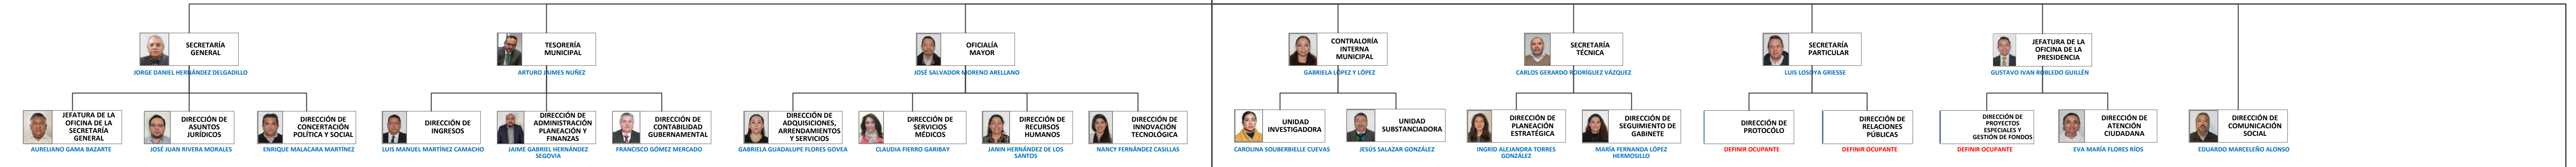 SECRETARÍA
GENERAL
JORGE DANIEL HERNÁNDEZ DELGADILLO
TESORERÍA
MUNICIPAL
ARTURO JAIMES NUÑEZ
OFICIALÍA
MAYOR
JOSÉ SALVADOR MORENO ARELLANO
CONTRALORÍA
INTERNA
MUNICIPAL
GABRIELA LÓPEZ Y LÓPEZ
SECRETARÍA
TÉCNICA
CARLOS GERARDO RODRÍGUEZ VÁZQUEZ
SECRETARÍA
PARTICULAR
LUIS LOSOYA GRIESSE
JEFATURA DE LA
OFICINA DE LA
PRESIDENCIA
GUSTAVO IVAN ROBLEDO GUILLÉN
JEFATURA DE LA
OFICINA DE LA
SECRETARÍA
GENERAL
AURELIANO GAMA BAZARTE
DIRECCIÓN DE
ASUNTOS
JURÍDICOS
JOSÉ JUAN RIVERA MORALES
DIRECCIÓN DE
CONCERTACIÓN
POLÍTICA Y SOCIAL
ENRIQUE MALACARA MARTÍNEZ
DIRECCIÓN DE
INGRESOS
LUIS MANUEL MARTÍNEZ CAMACHO
DIRECCIÓN DE
ADMINISTRACIÓN
PLANEACIÓN Y
FINANZAS
JAIME GABRIEL HERNÁNDEZ
SEGOVIA
DIRECCIÓN DE
CONTABILIDAD
GUBERNAMENTAL
FRANCISCO GÓMEZ MERCADO
DIRECCIÓN DE
ADQUISICIONES,
ARRENDAMIENTOS
Y SERVICIOS
GABRIELA GUADALUPE FLORES GOVEA
DIRECCIÓN DE
SERVICIOS
MÉDICOS
CLAUDIA FIERRO GARIBAY
DIRECCIÓN DE
RECURSOS
HUMANOS
JANIN HERNÁNDEZ DE LOS
SANTOS
DIRECCIÓN DE
INNOVACIÓN
TECNOLÓGICA
NANCY FERNÁNDEZ CASILLAS
UNIDAD
INVESTIGADORA
CAROLINA SOUBERBIELLE CUEVAS
UNIDAD
SUBSTANCIADORA
JESÚS SALAZAR GONZÁLEZ
DIRECCIÓN DE
PLANEACIÓN
ESTRATÉGICA
INGRID ALEJANDRA TORRES
GONZÁLEZ
DIRECCIÓN DE
SEGUIMIENTO DE
GABINETE
MARÍA FERNANDA LÓPEZ
HERMOSILLO
DIRECCIÓN DE
PROTOCÓLO
DEFINIR OCUPANTE
DIRECCIÓN DE
RELACIONES
PÚBLICAS
DEFINIR OCUPANTE
DIRECCIÓN DE
PROYECTOS
ESPECIALES Y
GESTIÓN DE FONDOS
DEFINIR OCUPANTE
DIRECCIÓN DE
ATENCIÓN
CIUDADANA
EVA MARÍA FLORES RÍOS
DIRECCIÓN DE
COMUNICACIÓN
SOCIAL
EDUARDO MARCELEÑO ALONSO